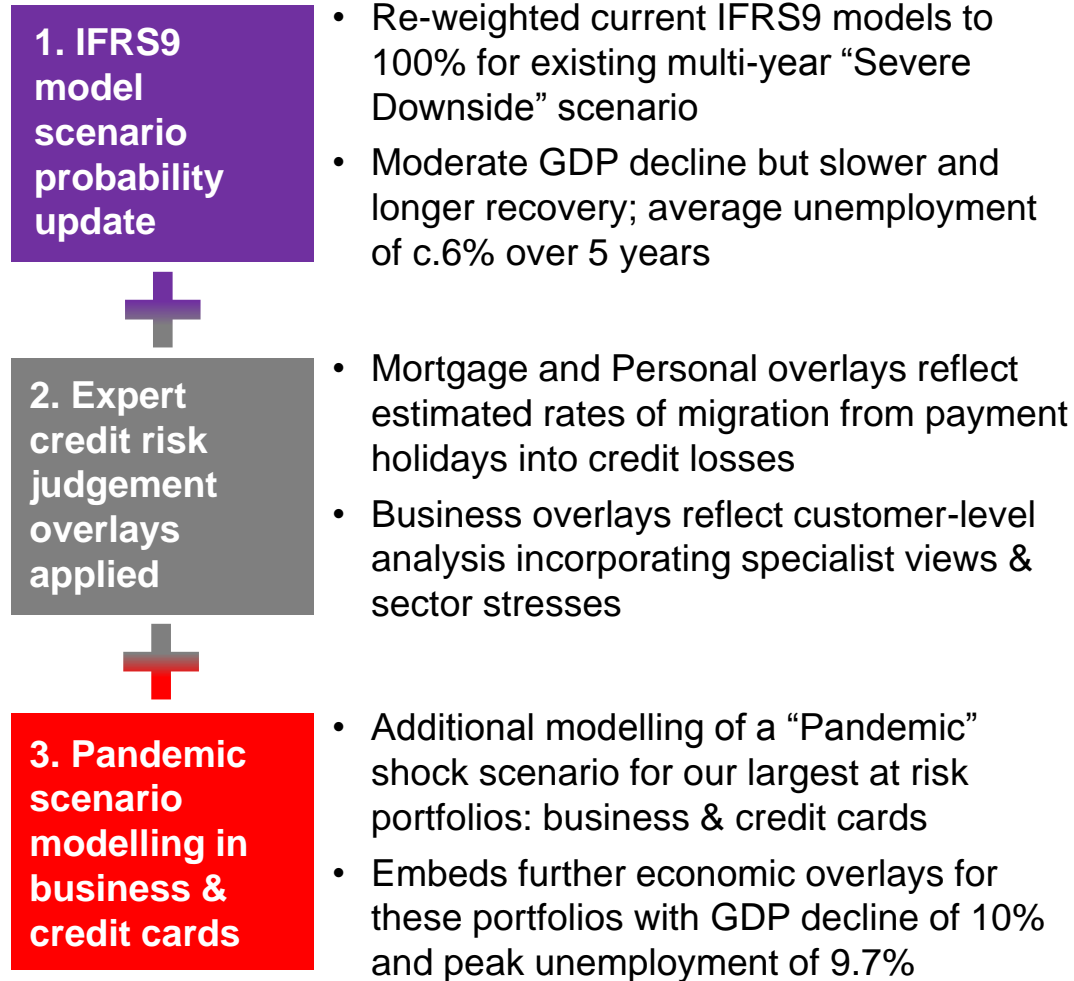 1. IFRS9
model
scenario
probability
update
• Re-weighted current IFRS9 models to
100% for existing multi-year “Severe
Downside” scenario
• Moderate GDP decline but slower and
longer recovery; average unemployment
of c.6% over 5 years
2. Expert
credit risk
judgement
overlays
applied
• Mortgage and Personal overlays reflect
estimated rates of migration from payment
holidays into credit losses
• Business overlays reflect customer-level
analysis incorporating specialist views &
sector stresses
3. Pandemic
scenario
modelling in
business &
credit cards
• Additional modelling of a “Pandemic”
shock scenario for our largest at risk
portfolios: business & credit cards
• Embeds further economic overlays for
these portfolios with GDP decline of 10%
and peak unemployment of 9.7%